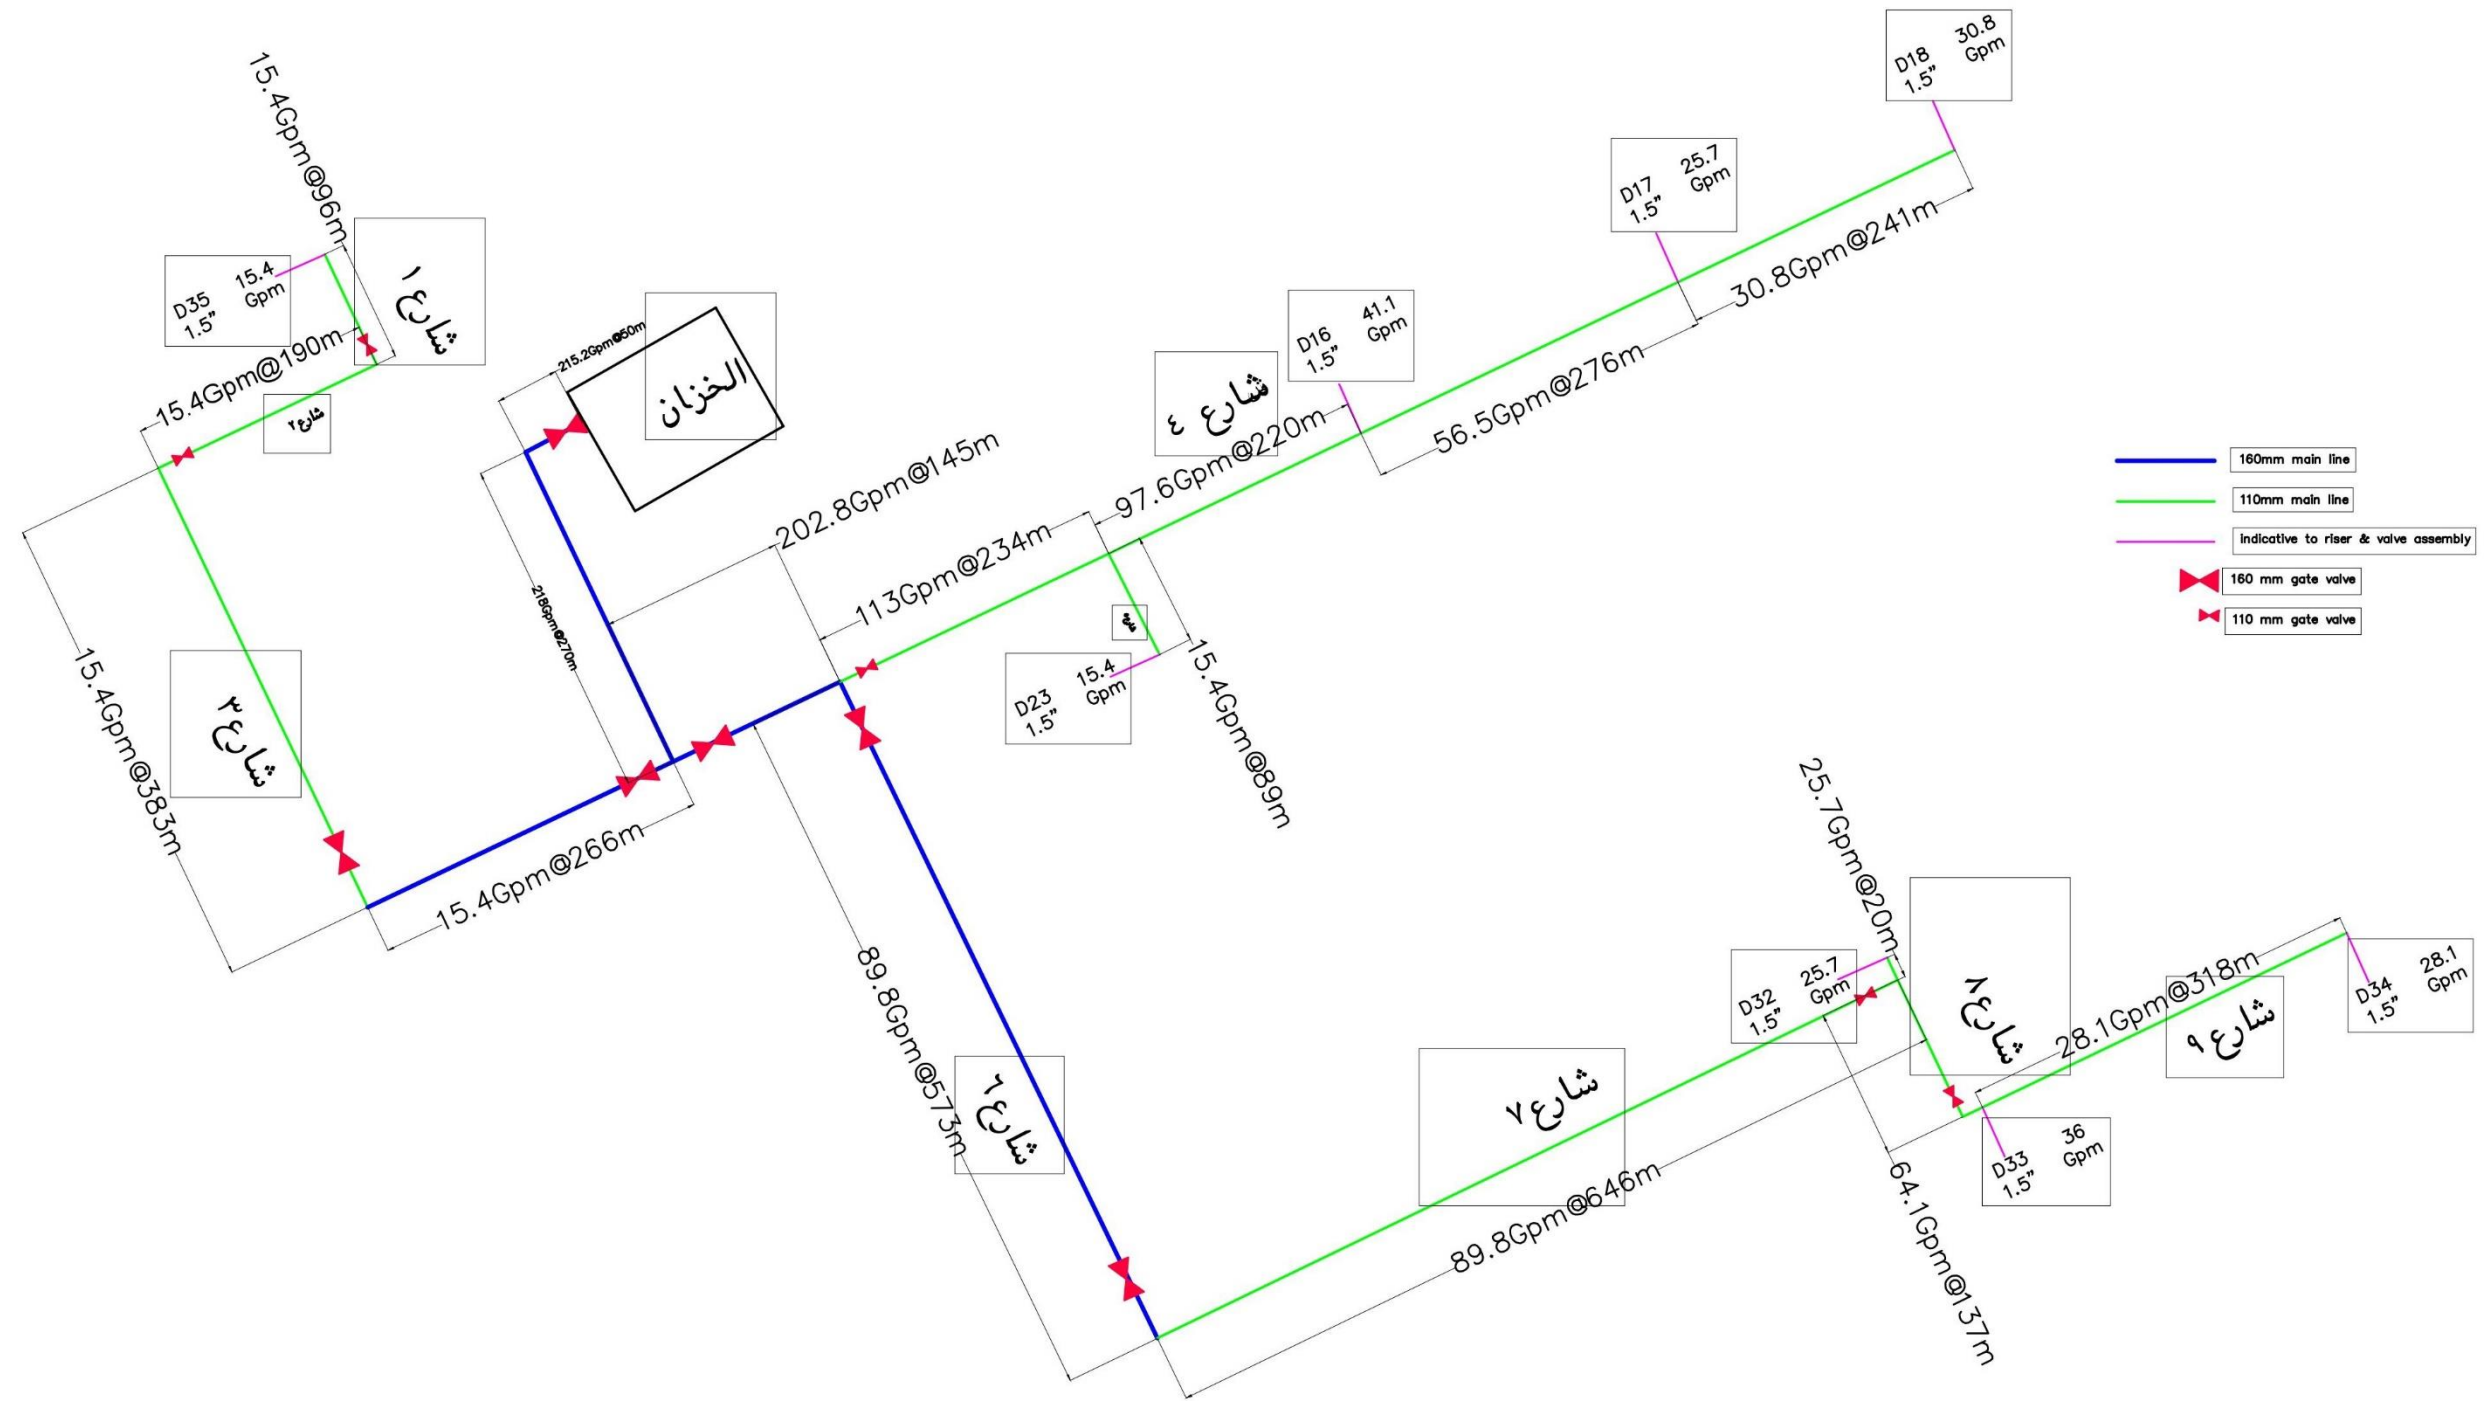 D18
1.5"
30.8
Gpm
D17
1.5"
25.7
Gpm
15.4Gpm@96m
30.8Gpm@241m
شارع ١
D35
1.5"
15.4
Gpm
D16
1.5"
41.1
Gpm
215.2Gpm@50m
الخزان
15.4Gpm@190m
شارع ٤
56.5Gpm@276m
شارع٢
97.6Gpm@220m
202.8Gpm@145m
160mm main line
110mm main line
indicative to riser & valve assembly
160 mm gate valve
110 mm gate valve
113Gpm@234m
218Gpm@270m
D23
1.5"
15.4
Gpm
15.4Gpm@89m
شارع ٣
15.4Gpm@383m
15.4Gpm@266m
25.7Gpm@20m
89.8Gpm@573m
D32
1.5"
25.7
Gpm
شارع ٨
28.1Gpm@318m
D34
1.5"
28.1
Gpm
شارع ٩
شارع ٦
شارع ٧
D33
1.5"
36
Gpm
89.8Gpm@646m
64.1Gpm@137m